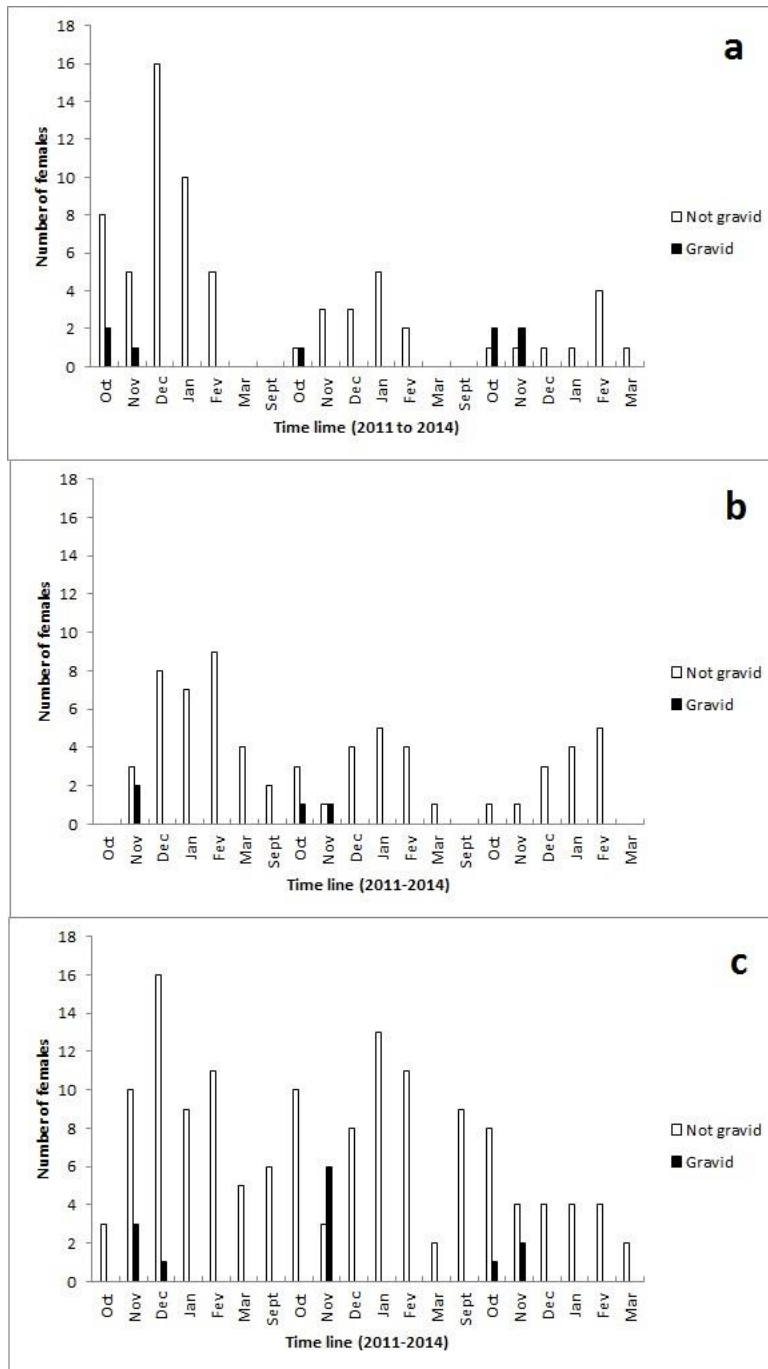 a
18
16
14
12
10
8
6
4
2
0
Number of females
Not gravid
Gravid
Oct Nov Dec Jan Fev Mar Sept Oct Nov Dec Jan Fev Mar Sept Oct Nov Dec Jan Fev Mar
Time lime (2011 to 2014)
b
18
16
14
12
10
8
6
4
2
0
Number of females
Not gravid
Gravid
Oct Nov Dec Jan Fev Mar Sept Oct Nov Dec Jan Fev Mar Sept Oct Nov Dec Jan Fev Mar
Time line (2011-2014)
c
18
16
14
12
10
8
6
4
2
0
Number of females
Not gravid
Gravid
Oct Nov Dec Jan Fev Mar Sept Oct Nov Dec Jan Fev Mar Sept Oct Nov Dec Jan Fev Mar
Time line (2011-2014)